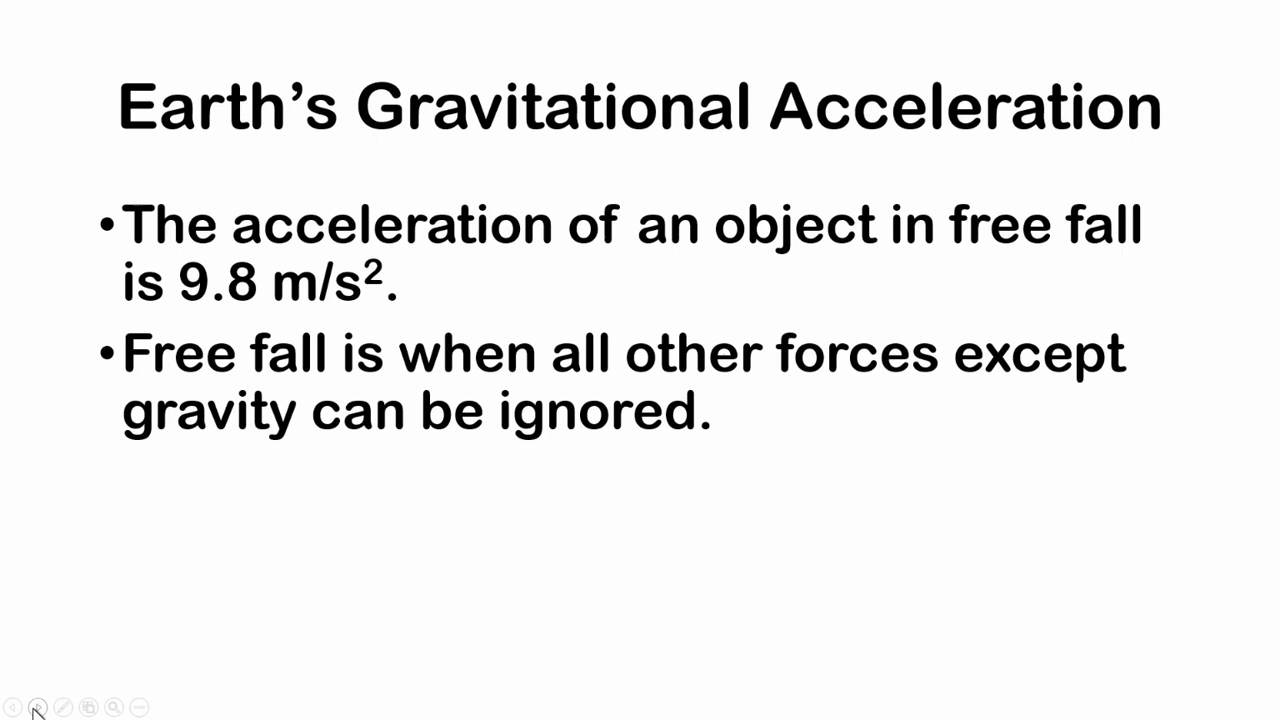 Earth’s Gravitational Acceleration
•The acceleration of an object in free fall
is 9.8 m/s².
•Free fall is when all other forces except
gravity can be ignored.